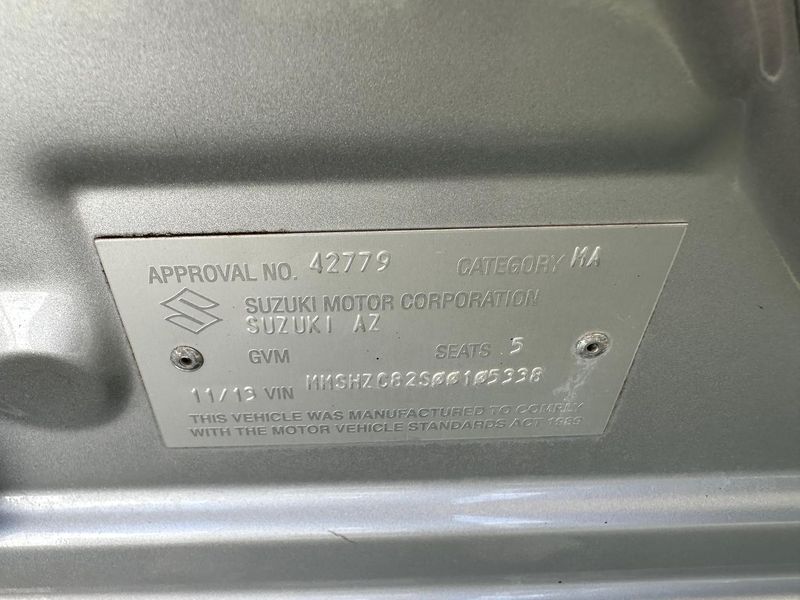 APPROVAL NO. 42779 CATEGORY MA
SUZUKI MOTOR CORPORATION
SUZUKI AZ
GVM SEATS 5
11/13 VIN MMSHZC82S00105338
THIS VEHICLE WAS MANUFACTURED TO COMPLY
WITH THE MOTOR VEHICLE STANDARDS ACT 1989